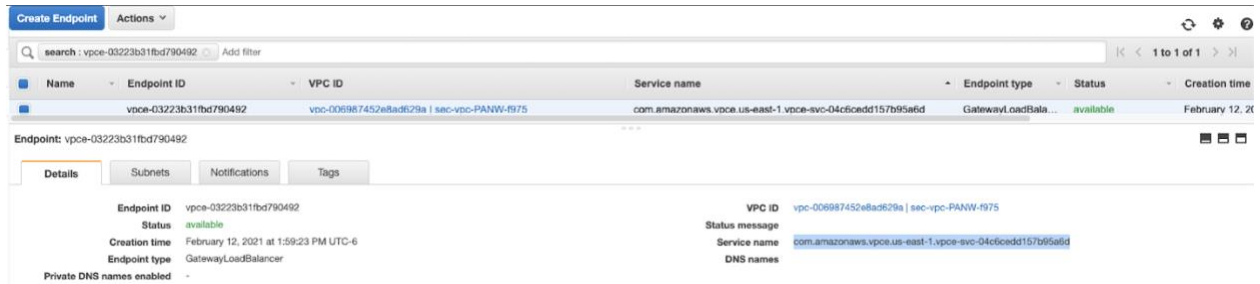 Create Endpoint Actions
search : vpce-03223b31fbd790492 Add filter 1 to 1 of 1
Name Endpoint ID VPC ID Service name Endpoint type Status Creation time
vpce-03223b31fbd790492 vpc-006987452e8ad629a | sec-vpc-PANW-f975 com.amazonaws.vpce.us-east-1.vpce-svc-04c6cedd157b95a6d GatewayLoadBala... available February 12, 20
Endpoint: vpce-03223b31fbd790492
Details Subnets Notifications Tags
Endpoint ID vpce-03223b31fbd790492 VPC ID vpc-006987452e8ad629a | sec-vpc-PANW-f975
Status available Status message
Creation time February 12, 2021 at 1:59:23 PM UTC-6 Service name com.amazonaws.vpce.us-east-1.vpce-svc-04c6cedd157b95a6d
Endpoint type GatewayLoadBalancer DNS names
Private DNS names enabled -